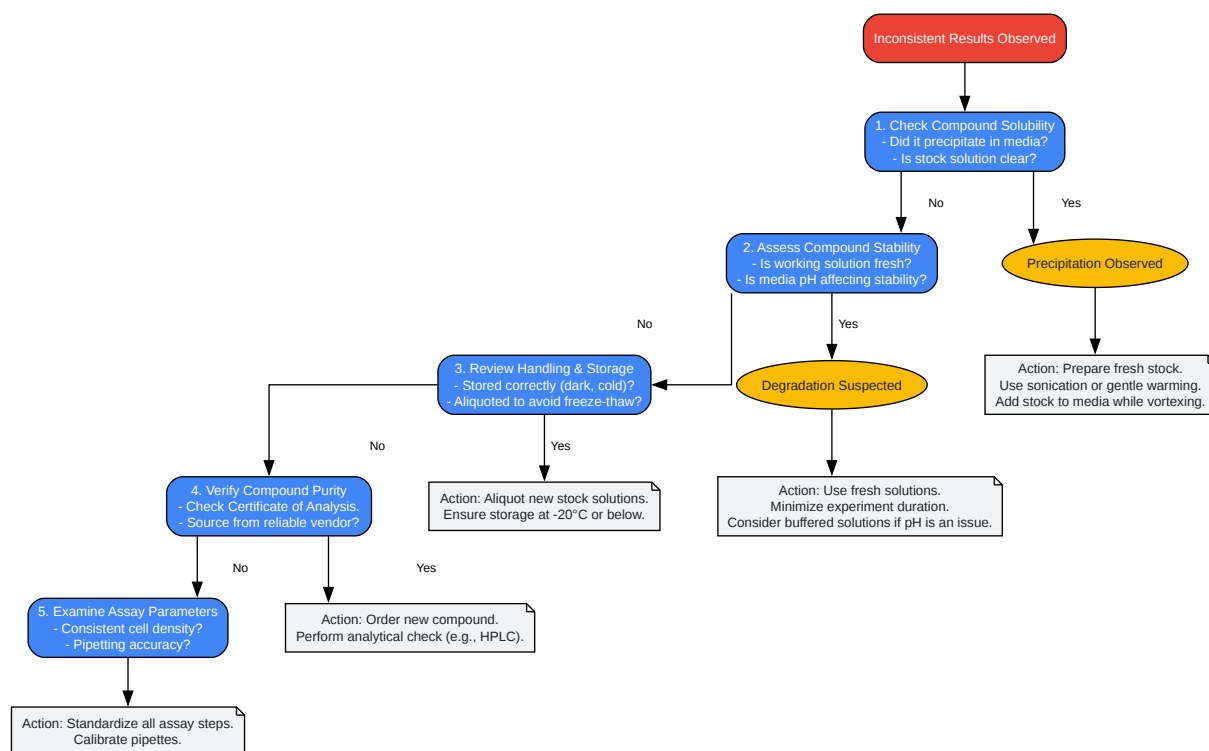 Inconsistent Results Observed
1. Check Compound Solubility
- Did it precipitate in media?
- Is stock solution clear?
No
Yes
2. Assess Compound Stability
- Is working solution fresh?
- Is media pH affecting stability?
Precipitation Observed
No
Yes
3. Review Handling & Storage
- Stored correctly (dark, cold)?
- Aliquoted to avoid freeze-thaw?
Degradation Suspected
Action: Prepare fresh stock.
Use sonication or gentle warming.
Add stock to media while vortexing.
No
Yes
4. Verify Compound Purity
- Check Certificate of Analysis.
- Source from reliable vendor?
Action: Aliquot new stock solutions.
Ensure storage at -20°C or below.
Action: Use fresh solutions.
Minimize experiment duration.
Consider buffered solutions if pH is an issue.
No
Yes
5. Examine Assay Parameters
- Consistent cell density?
- Pipetting accuracy?
Action: Order new compound.
Perform analytical check (e.g., HPLC).
Action: Standardize all assay steps.
Calibrate pipettes.